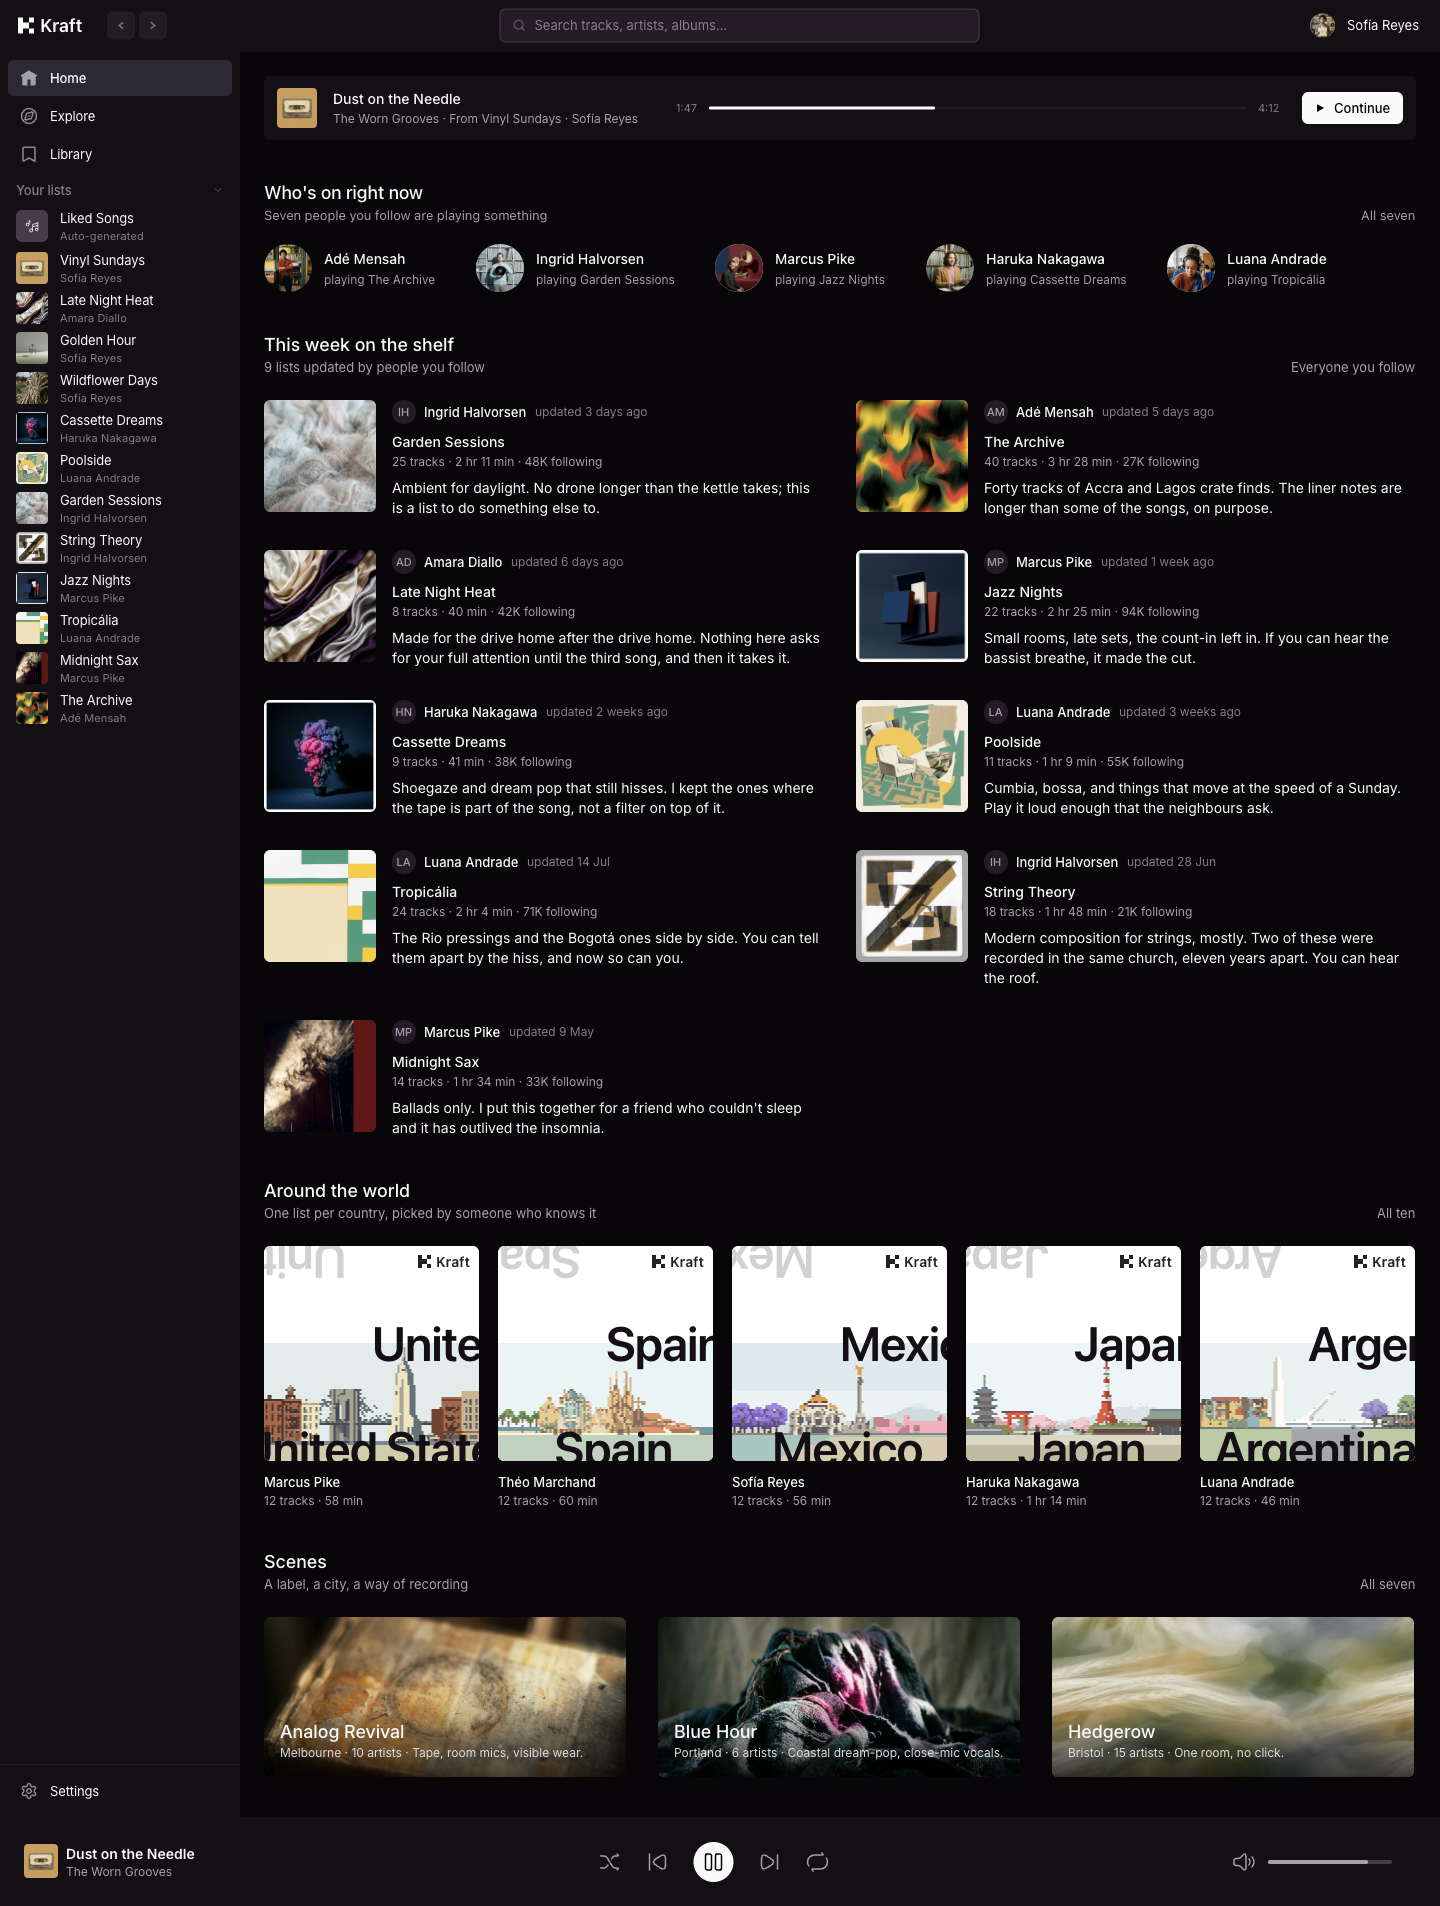 Kraft
Search tracks, artists, albums...
Sofía Reyes
Home
Explore
Library
Your lists
Liked Songs
Auto-generated
Vinyl Sundays
Sofía Reyes
Late Night Heat
Amara Diallo
Golden Hour
Sofía Reyes
Wildflower Days
Sofía Reyes
Cassette Dreams
Haruka Nakagawa
Poolside
Luana Andrade
Garden Sessions
Ingrid Halvorsen
String Theory
Ingrid Halvorsen
Jazz Nights
Marcus Pike
Tropicália
Luana Andrade
Midnight Sax
Marcus Pike
The Archive
Adé Mensah
Settings
Dust on the Needle
The Worn Grooves · From Vinyl Sundays · Sofía Reyes
1:47
4:12
Continue
Who's on right now
Seven people you follow are playing something
All seven
Adé Mensah
playing The Archive
Ingrid Halvorsen
playing Garden Sessions
Marcus Pike
playing Jazz Nights
Haruka Nakagawa
playing Cassette Dreams
Luana Andrade
playing Tropicália
This week on the shelf
9 lists updated by people you follow
Everyone you follow
IH Ingrid Halvorsen updated 3 days ago
Garden Sessions
25 tracks · 2 hr 11 min · 48K following
Ambient for daylight. No drone longer than the kettle takes; this
is a list to do something else to.
AM Adé Mensah updated 5 days ago
The Archive
40 tracks · 3 hr 28 min · 27K following
Forty tracks of Accra and Lagos crate finds. The liner notes are
longer than some of the songs, on purpose.
AD Amara Diallo updated 6 days ago
Late Night Heat
8 tracks · 40 min · 42K following
Made for the drive home after the drive home. Nothing here asks
for your full attention until the third song, and then it takes it.
MP Marcus Pike updated 1 week ago
Jazz Nights
22 tracks · 2 hr 25 min · 94K following
Small rooms, late sets, the count-in left in. If you can hear the
bassist breathe, it made the cut.
HN Haruka Nakagawa updated 2 weeks ago
Cassette Dreams
9 tracks · 41 min · 38K following
Shoegaze and dream pop that still hisses. I kept the ones where
the tape is part of the song, not a filter on top of it.
LA Luana Andrade updated 3 weeks ago
Poolside
11 tracks · 1 hr 9 min · 55K following
Cumbia, bossa, and things that move at the speed of a Sunday.
Play it loud enough that the neighbours ask.
LA Luana Andrade updated 14 Jul
Tropicália
24 tracks · 2 hr 4 min · 71K following
The Rio pressings and the Bogotá ones side by side. You can tell
them apart by the hiss, and now so can you.
IH Ingrid Halvorsen updated 28 Jun
String Theory
18 tracks · 1 hr 48 min · 21K following
Modern composition for strings, mostly. Two of these were
recorded in the same church, eleven years apart. You can hear
the roof.
MP Marcus Pike updated 9 May
Midnight Sax
14 tracks · 1 hr 34 min · 33K following
Ballads only. I put this together for a friend who couldn't sleep
and it has outlived the insomnia.
Around the world
One list per country, picked by someone who knows it
All ten
Unit
Kraft
Unite
United State
Marcus Pike
12 tracks · 58 min
Spa
Kraft
Spain
Spain
Théo Marchand
12 tracks · 60 min
Mex
Kraft
Mexic
Mexico
Sofía Reyes
12 tracks · 56 min
Japa
Kraft
Japan
Japan
Haruka Nakagawa
12 tracks · 1 hr 14 min
Arge
Kraft
Argen
Argentina
Luana Andrade
12 tracks · 46 min
Scenes
A label, a city, a way of recording
All seven
Analog Revival
Melbourne · 10 artists · Tape, room mics, visible wear.
Blue Hour
Portland · 6 artists · Coastal dream-pop, close-mic vocals.
Hedgerow
Bristol · 15 artists · One room, no click.
Dust on the Needle
The Worn Grooves